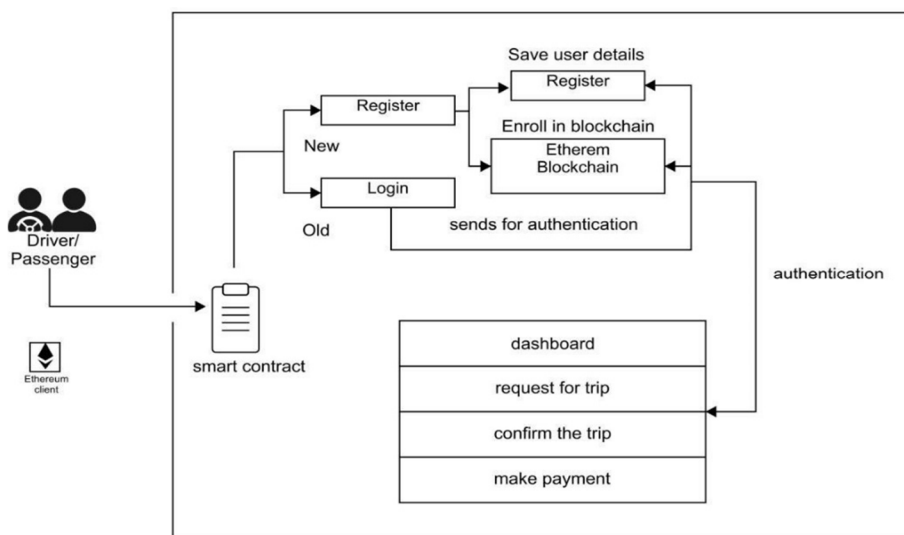 Save user details
Register
Register
Enroll in blockchain
Etherem
Blockchain
New
Login
Old
sends for authentication
Driver/
Passenger
authentication
smart contract
Ethereum
client
dashboard
request for trip
confirm the trip
make payment